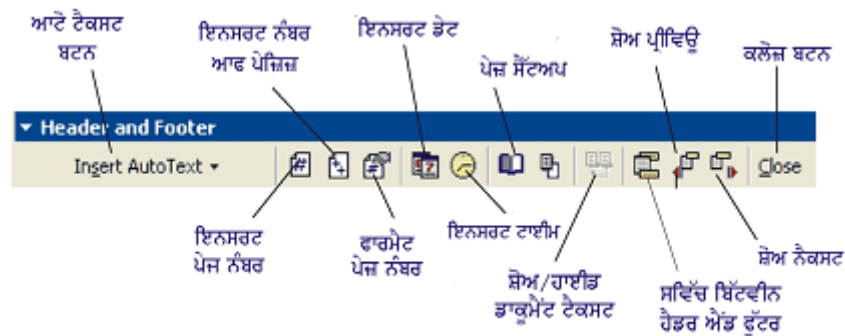 ਆਟੋ ਟੈਕਸਟ
ਬਟਨ
ਇਨਸਰਟ ਨੰਬਰ
ਆਫ ਪੇਜ਼ਿਜ਼
ਇਨਸਰਟ ਡੇਟ
ਪੇਜ਼ ਸੈੱਟਅਪ
ਸ਼ੋਅ ਪ੍ਰੀਵਿਊ
ਕਲੋਜ਼ ਬਟਨ
Header and Footer
Insert AutoText
Close
ਇਨਸਰਟ
ਪੇਜ ਨੰਬਰ
ਫਾਰਮੈਟ
ਪੇਜ਼ ਨੰਬਰ
ਇਨਸਰਟ ਟਾਈਮ
ਸ਼ੋਅ/ਹਾਈਡ
ਡਾਕੂਮੈਂਟ ਟੈਕਸਟ
ਸਵਿੱਚ ਬਿੱਟਵੀਨ
ਹੈਡਰ ਐਂਡ ਫੁੱਟਰ
ਸ਼ੋਅ ਨੈਕਸਟ